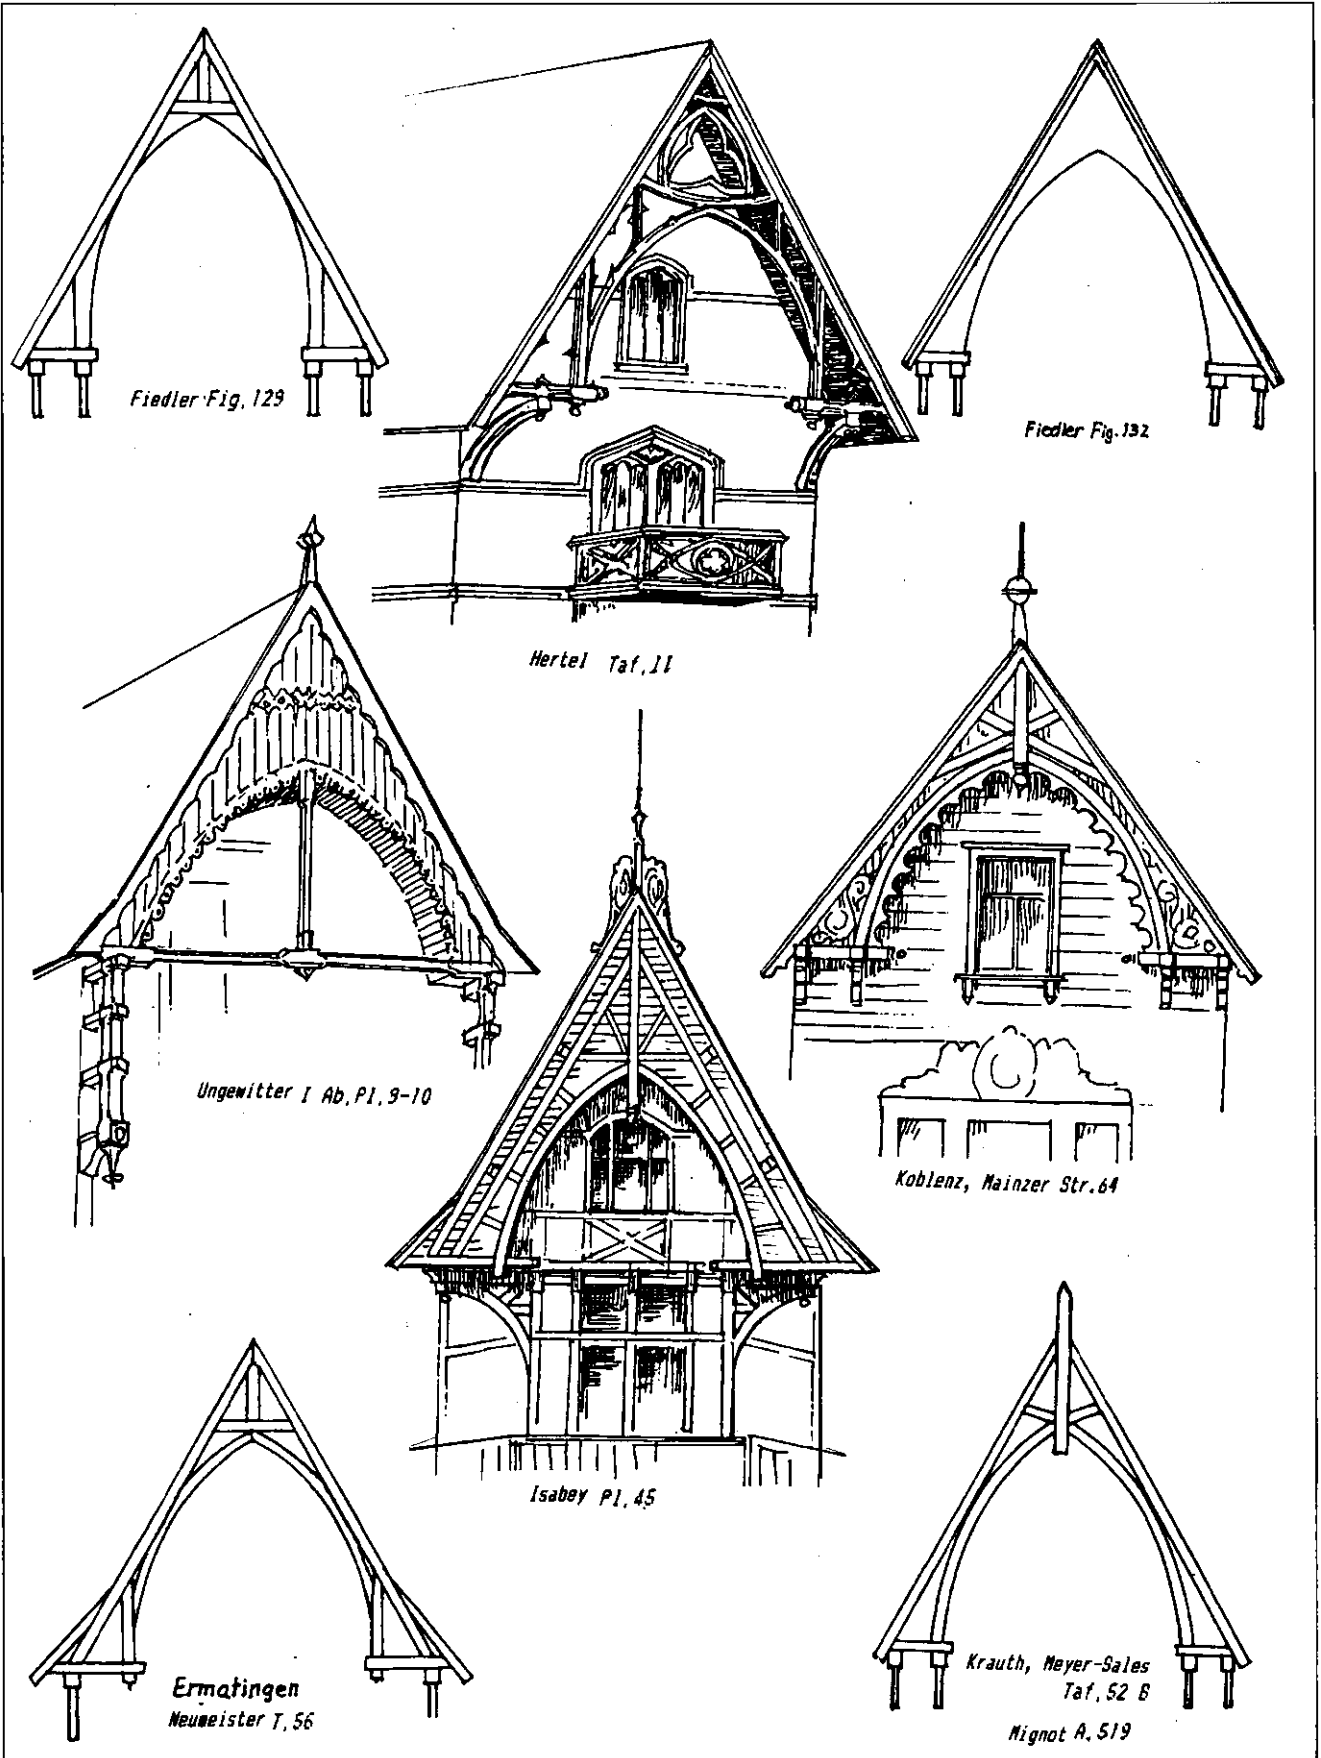 Fiedler Fig. 129
Fiedler Fig. 132
Hertel Taf. II
Ungewitter I Ab. Pl. 9-10
Koblenz, Mainzer Str. 64
Isabey Pl. 45
Ermatingen
Neumeister T. 56
Krauth, Meyer-Sales
Taf. 52 B
Mignot A. 519